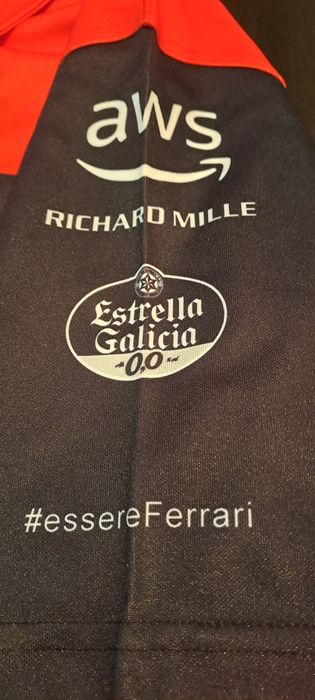 aws
RICHARD MILLE
Estrella
Galicia
0,0
#essereFerrari